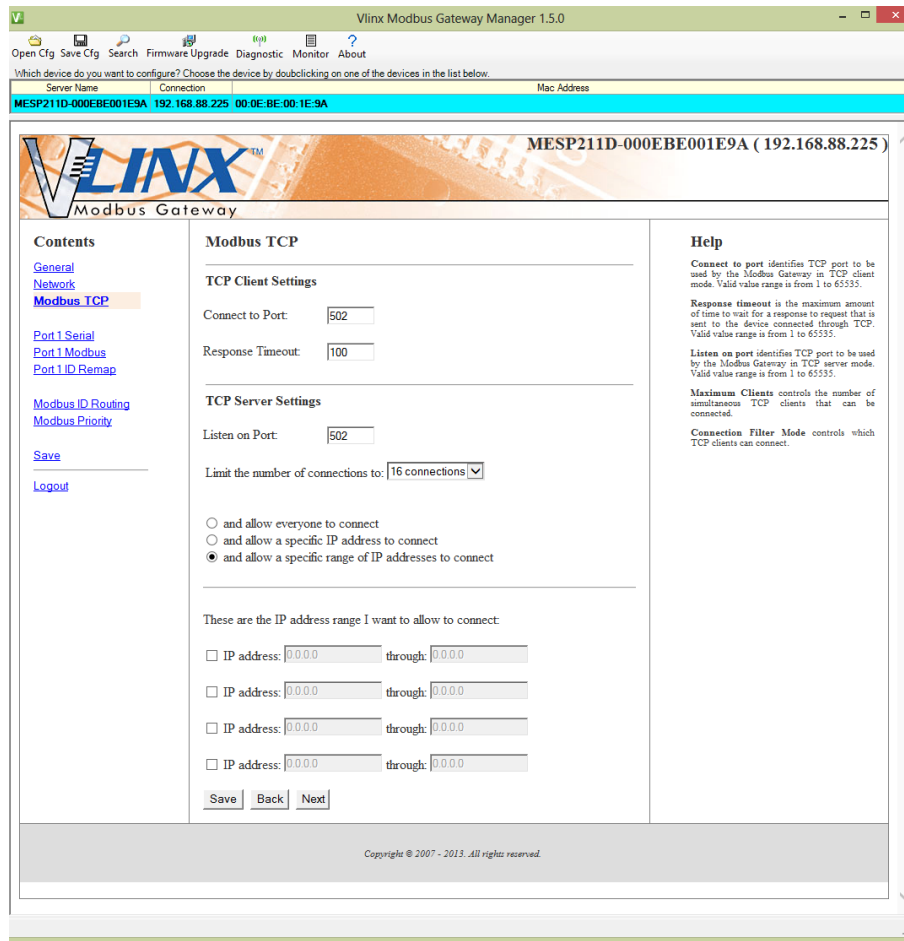 Vlinx Modbus Gateway Manager 1.5.0
Open Cfg Save Cfg Search Firmware Upgrade Diagnostic Monitor About
Which device do you want to configure? Choose the device by doubclicking on one of the devices in the list below.
Server Name Connection Mac Address
MESP211D-000EBE001E9A 192.168.88.225 00:0E:BE:00:1E:9A
MESP211D-000EBE001E9A ( 192.168.88.225 )
VLINX TM
Modbus Gateway
Contents
General
Network
Modbus TCP
Port 1 Serial
Port 1 Modbus
Port 1 ID Remap
Modbus ID Routing
Modbus Priority
Save
Logout
Modbus TCP
TCP Client Settings
Connect to Port: 502
Response Timeout: 100
TCP Server Settings
Listen on Port: 502
Limit the number of connections to: 16 connections
and allow everyone to connect
and allow a specific IP address to connect
and allow a specific range of IP addresses to connect
These are the IP address range I want to allow to connect:
IP address: 0.0.0.0 through: 0.0.0.0
IP address: 0.0.0.0 through: 0.0.0.0
IP address: 0.0.0.0 through: 0.0.0.0
IP address: 0.0.0.0 through: 0.0.0.0
Save Back Next
Help
Connect to port identifies TCP port to be
used by the Modbus Gateway in TCP client
mode. Valid value range is from 1 to 65535.
Response timeout is the maximum amount
of time to wait for a response to request that is
sent to the device connected through TCP.
Valid value range is from 1 to 65535.
Listen on port identifies TCP port to be used
by the Modbus Gateway in TCP server mode.
Valid value range is from 1 to 65535.
Maximum Clients controls the number of
simultaneous TCP clients that can be
connected.
Connection Filter Mode controls which
TCP clients can connect.
Copyright © 2007 - 2013. All rights reserved.